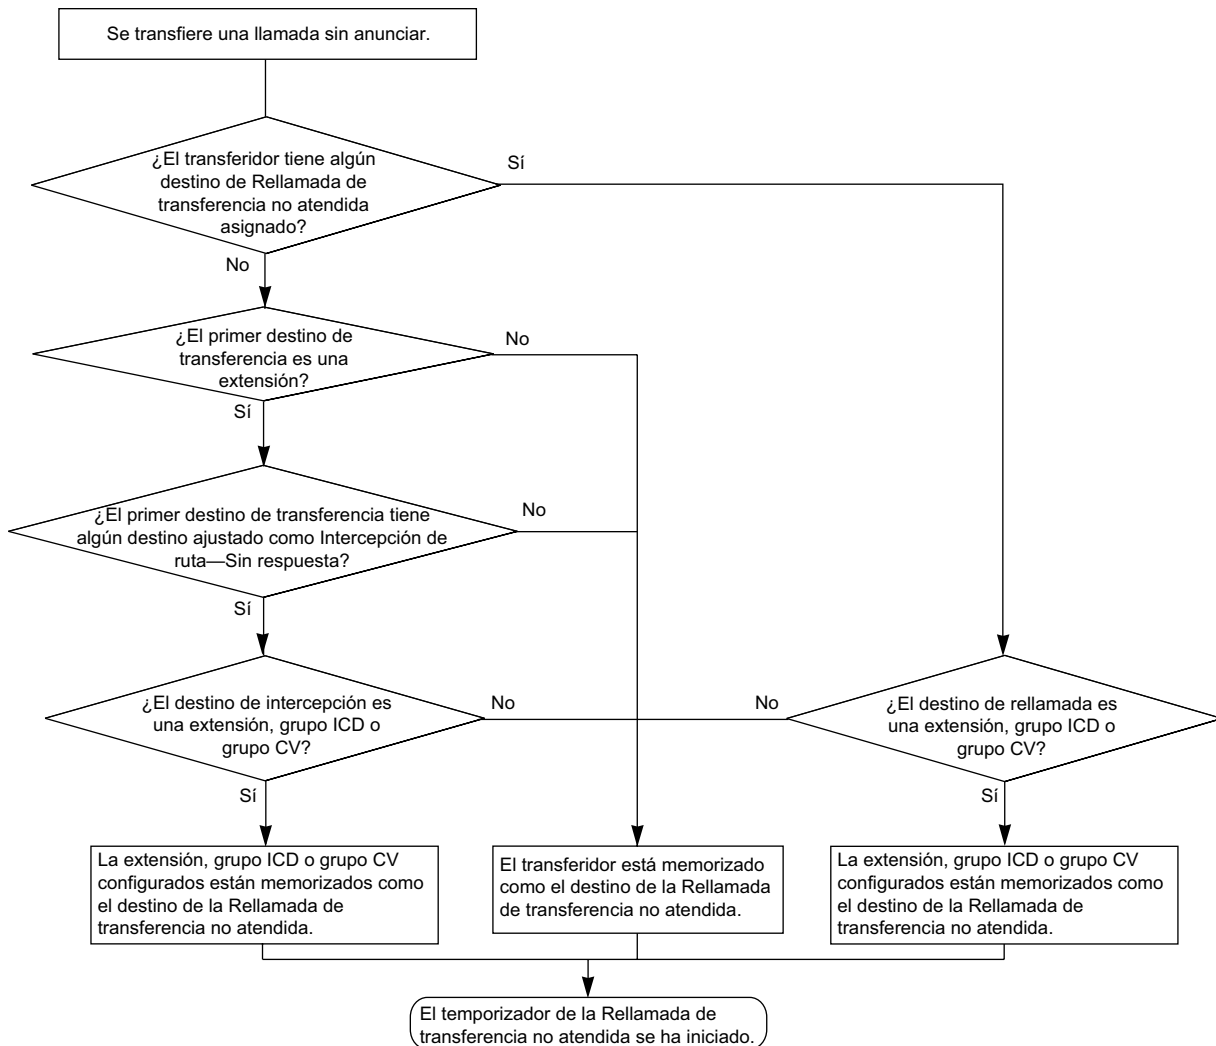 Se transfiere una llamada sin anunciar.
¿El transferidor tiene algún
destino de Rellamada de
transferencia no atendida
asignado?
Sí
No
¿El primer destino de
transferencia es una
extensión?
No
Sí
¿El primer destino de transferencia tiene
algún destino ajustado como Intercepción de
ruta—Sin respuesta?
No
Sí
¿El destino de intercepción es
una extensión, grupo ICD o
grupo CV?
No
Sí
No
¿El destino de rellamada es
una extensión, grupo ICD o
grupo CV?
Sí
La extensión, grupo ICD o grupo CV
configurados están memorizados como
el destino de la Rellamada de
transferencia no atendida.
El transferidor está memorizado
como el destino de la Rellamada
de transferencia no atendida.
La extensión, grupo ICD o grupo CV
configurados están memorizados como
el destino de la Rellamada de
transferencia no atendida.
El temporizador de la Rellamada de
transferencia no atendida se ha iniciado.